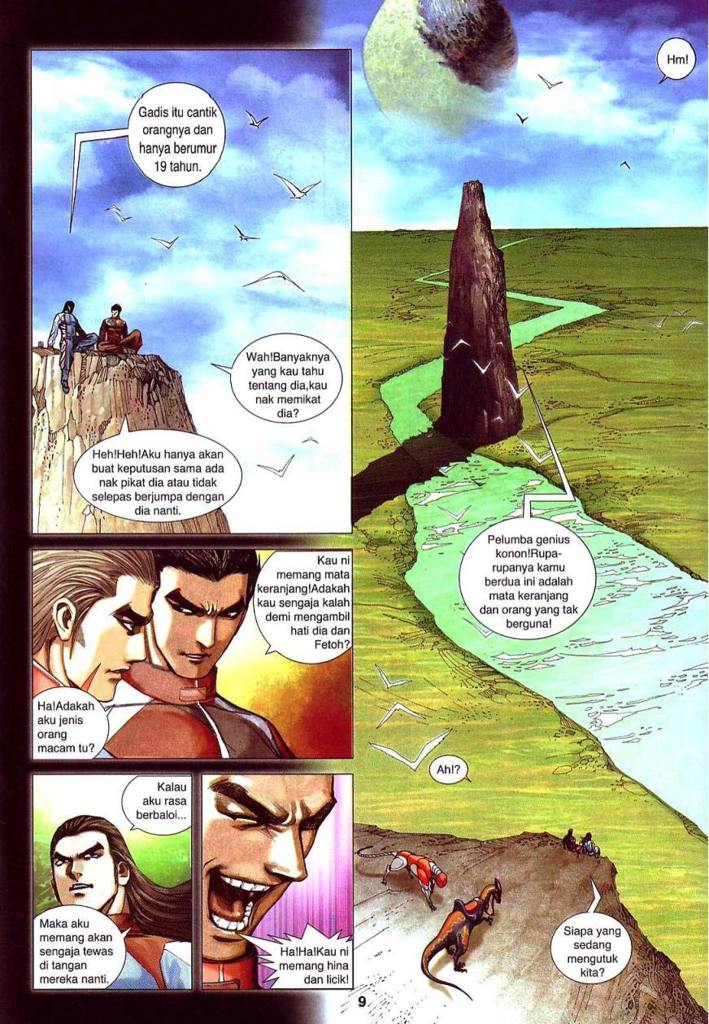 Gadis itu cantik
orangnya dan
hanya berumur
19 tahun.
Wah!Banyaknya
yang kau tahu
tentang dia,kau
nak memikat
dia?
Heh!Heh!Aku hanya akan
buat keputusan sama ada
nak pikat dia atau tidak
selepas berjumpa dengan
dia nanti.
Kau ni
memang mata
keranjang!Adakah
kau sengaja kalah
demi mengambil
hati dia dan
Fetoh?
Ha!Adakah
aku jenis
orang
macam tu?
Kalau
aku rasa
berbaloi...
Maka aku
memang akan
sengaja tewas
di tangan
mereka nanti.
Ha!Ha!Kau ni
memang hina
dan licik!
Hm!
Pelumba genius
konon!Rupa-
rupanya kamu
berdua ini adalah
mata keranjang
dan orang yang tak
berguna!
Ah!?
Siapa yang
sedang
mengutuk
kita?
9